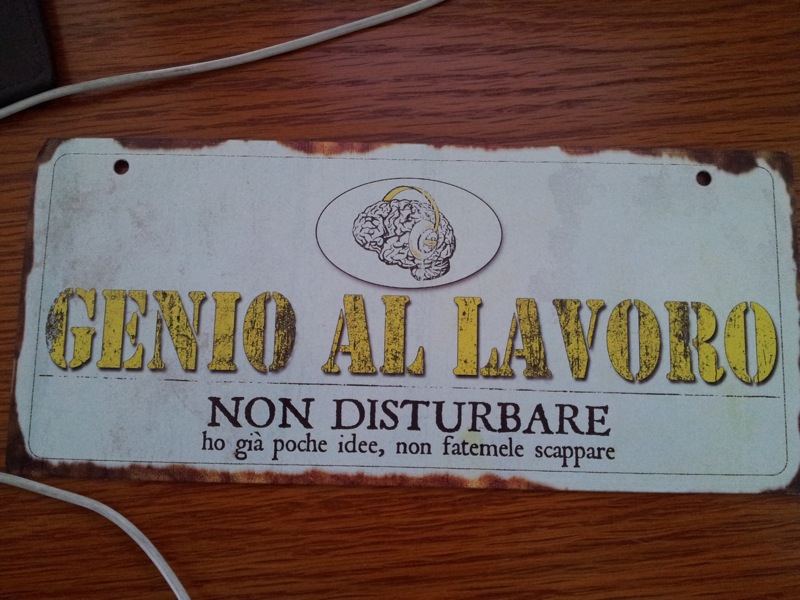 GENIO AL LAVORO
NON DISTURBARE
ho già poche idee, non fatemele scappare